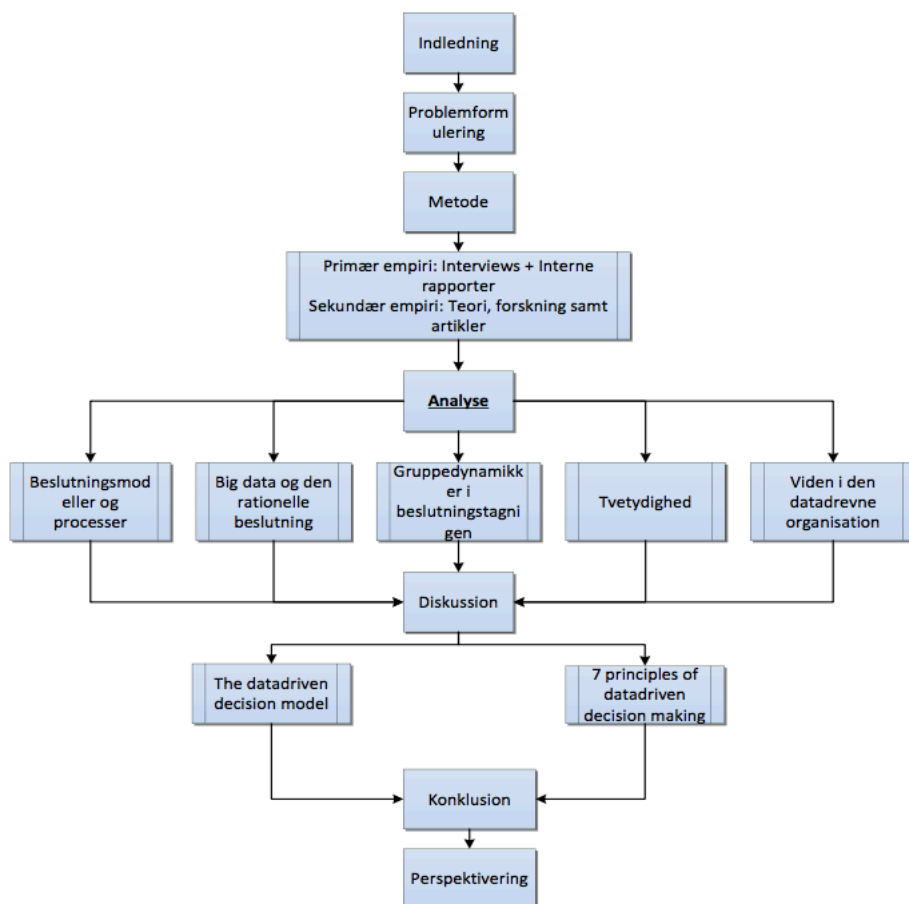 Indledning
Problemform
ulering
Metode
Primær empiri: Interviews + Interne
rapporter
Sekundær empiri: Teori, forskning samt
artikler
Analyse
Beslutningsmod
eller og
processer
Big data og den
rationelle
beslutning
Gruppedynamikk
er i
beslutningstagni
gen
Tvetydighed
Viden i den
datadrevne
organisation
Diskussion
The datadriven
decision model
7 principles of
datadriven
decision making
Konklusion
Perspektivering